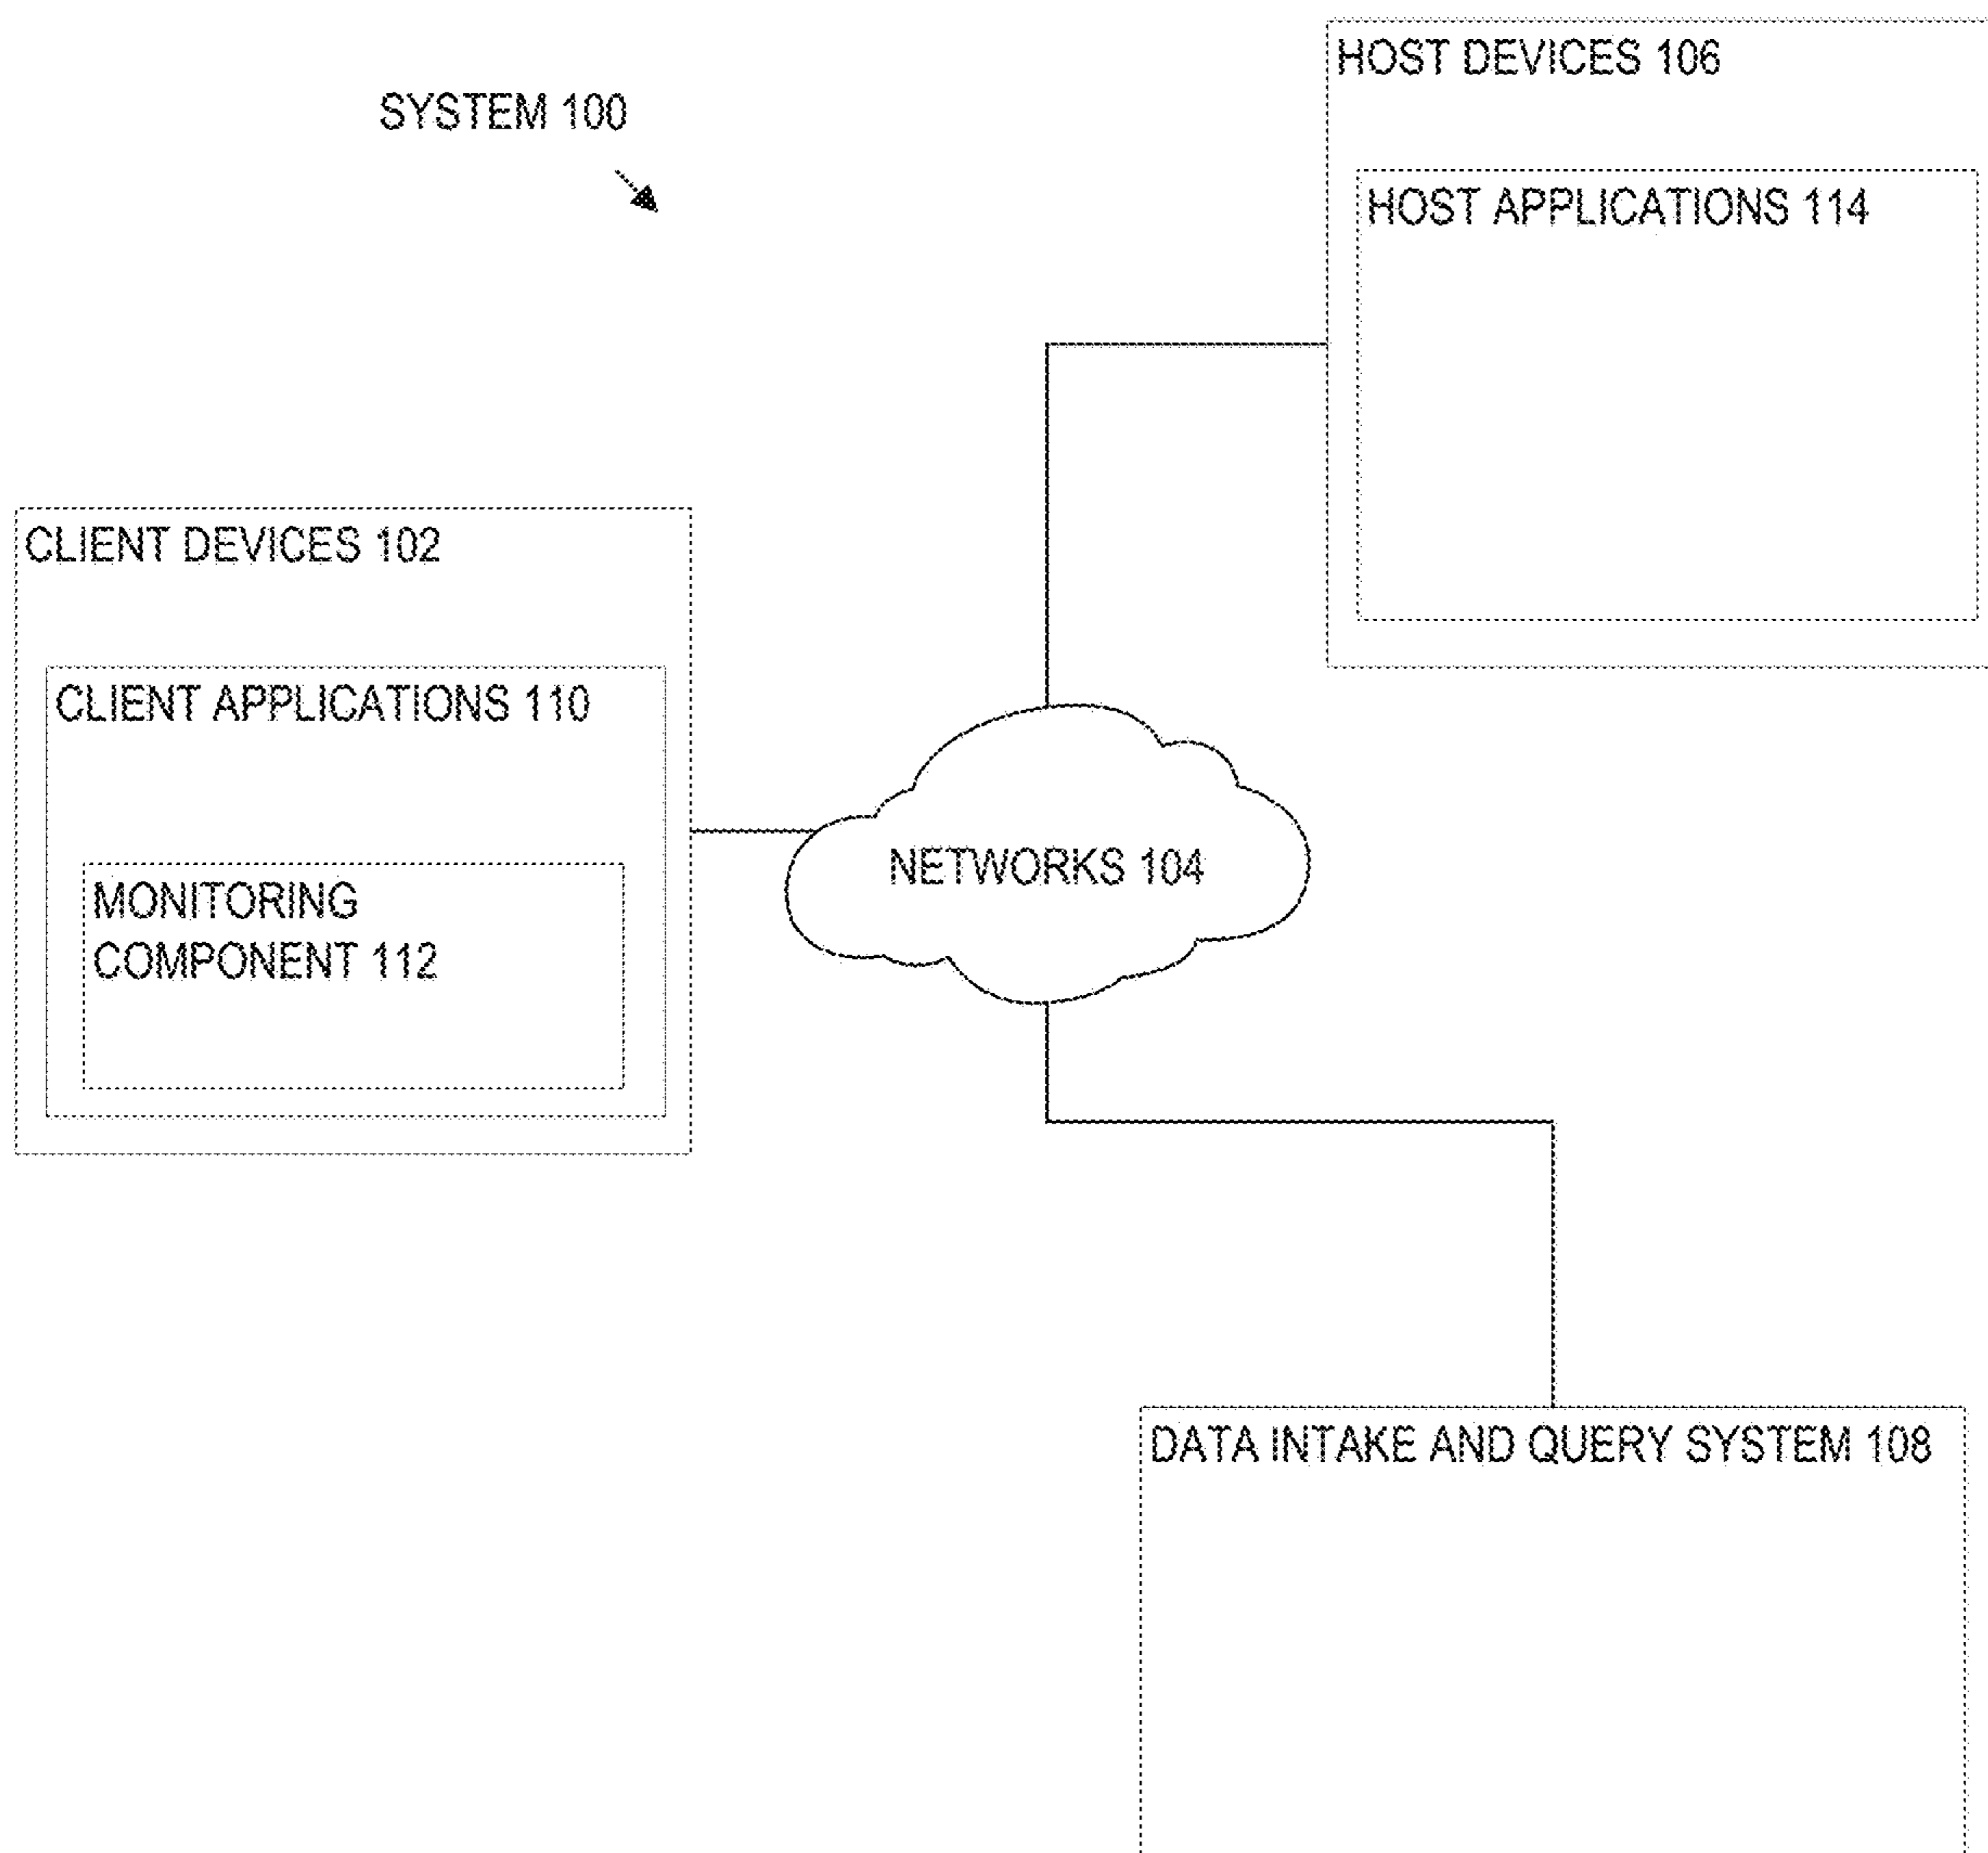 SYSTEM 100
HOST DEVICES 106
HOST APPLICATIONS 114
CLIENT DEVICES 102
CLIENT APPLICATIONS 110
MONITORING
COMPONENT 112
NETWORKS 104
DATA INTAKE AND QUERY SYSTEM 108